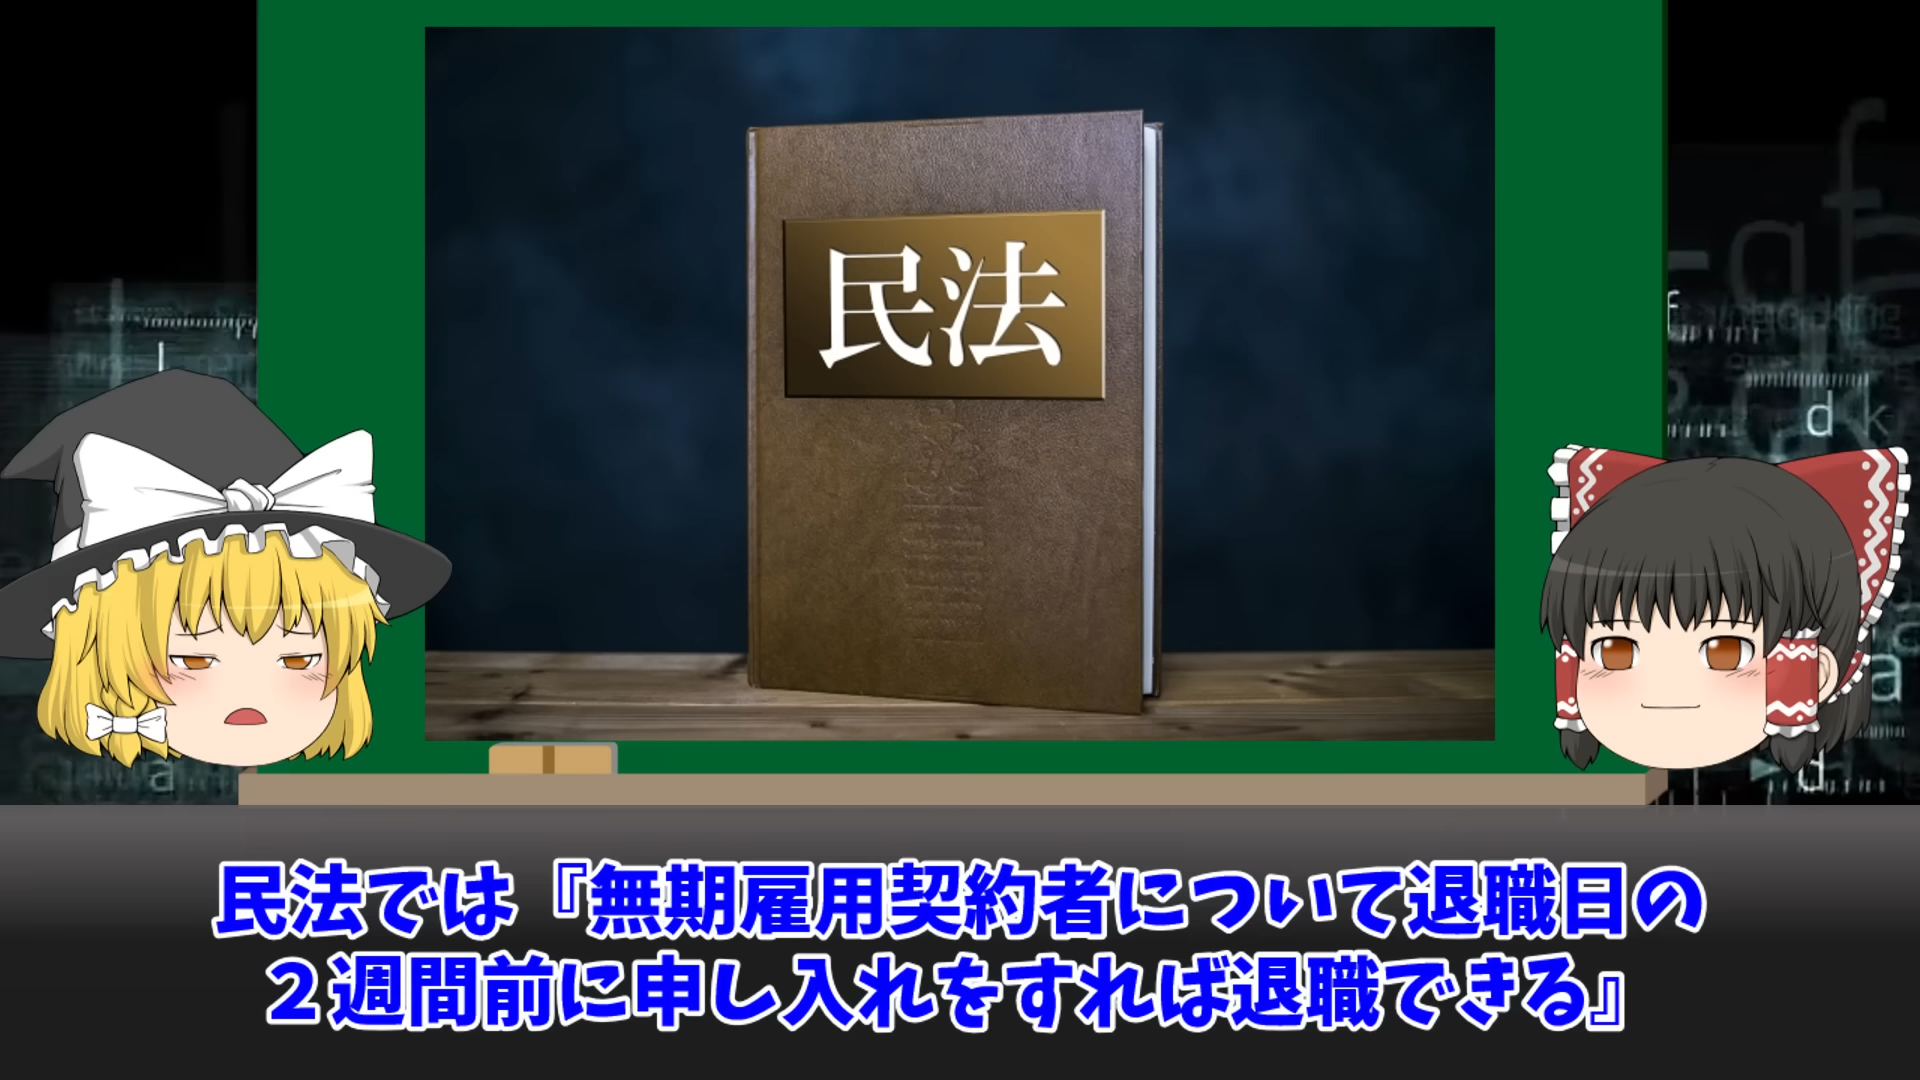 民法
民法では『無期雇用契約者について退職日の
２週間前に申し入れをすれば退職できる』